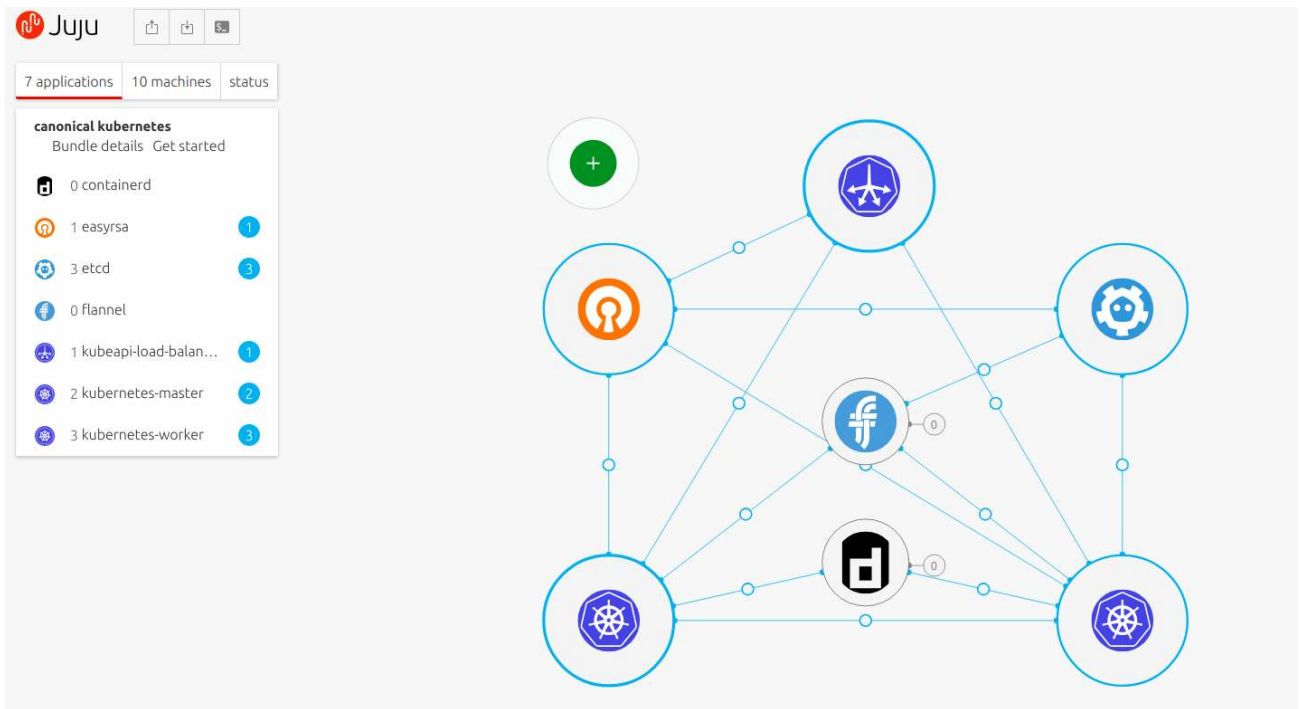 Juju
7 applications 10 machines status
canonical kubernetes
Bundle details Get started
0 containerd
1 easyrsa 1
3 etcd 3
0 flannel
1 kubeapi-load-balan... 1
2 kubernetes-master 2
3 kubernetes-worker 3
0
0